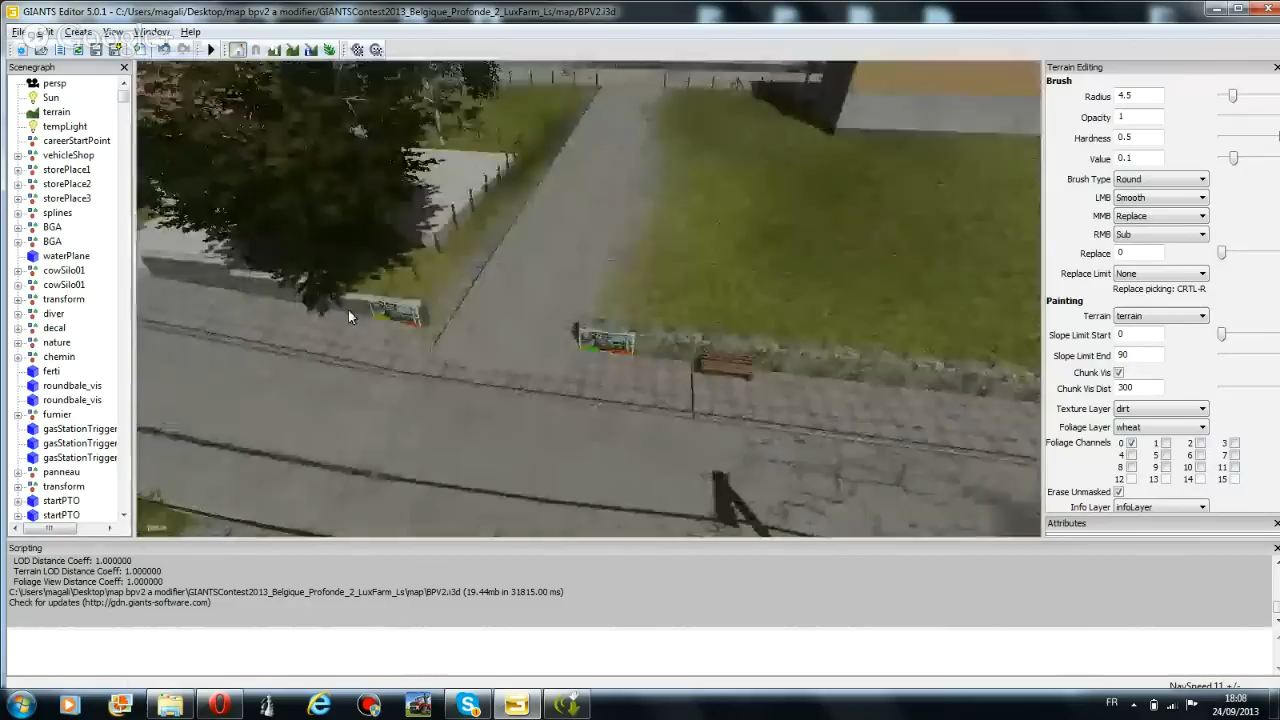 GIANTS Editor 5.0.1 - C:/Users/magali/Desktop/map bpv2 a modifier/GIANTSContest2013_Belgique_Profonde_2_LuxFarm_Ls/map/BPV2.i3d
Create View Window Help
Scenegraph
persp
Sun
terrain
tempLight
careerStartPoint
vehicleShop
storePlace1
storePlace2
storePlace3
splines
BGA
BGA
waterPlane
cowSilo01
cowSilo01
transform
diver
decal
nature
chemin
ferti
roundbale_vis
roundbale_vis
fumier
gasStationTrigger
gasStationTrigger
gasStationTrigger
panneau
transform
startPTO
startPTO
Terrain Editing
Brush
Radius 4.5
Opacity 1
Hardness 0.5
Value 0.1
Brush Type Round
LMB Smooth
MMB Replace
RMB Sub
Replace 0
Replace Limit None
Replace picking: CRTL-R
Painting
Terrain terrain
Slope Limit Start 0
Slope Limit End 90
Chunk Vis
Chunk Vis Dist 300
Texture Layer dirt
Foliage Layer wheat
Foliage Channels 0 1 2 3
4 5 6 7
8 9 10 11
12 13 14 15
Erase Unmasked
Info Layer infoLayer
Attributes
Scripting
LOD Distance Coeff: 1.000000
Terrain LOD Distance Coeff: 1.000000
Foliage View Distance Coeff: 1.000000
C:\Users\magali\Desktop\map bpv2 a modifier\GIANTSContest2013_Belgique_Profonde_2_LuxFarm_Ls\map\BPV2.i3d (19.44mb in 31815.00 ms)
Check for updates (http://gdn.giants-software.com)
NavSpeed 11 +/-
FR
18:08
24/09/2013